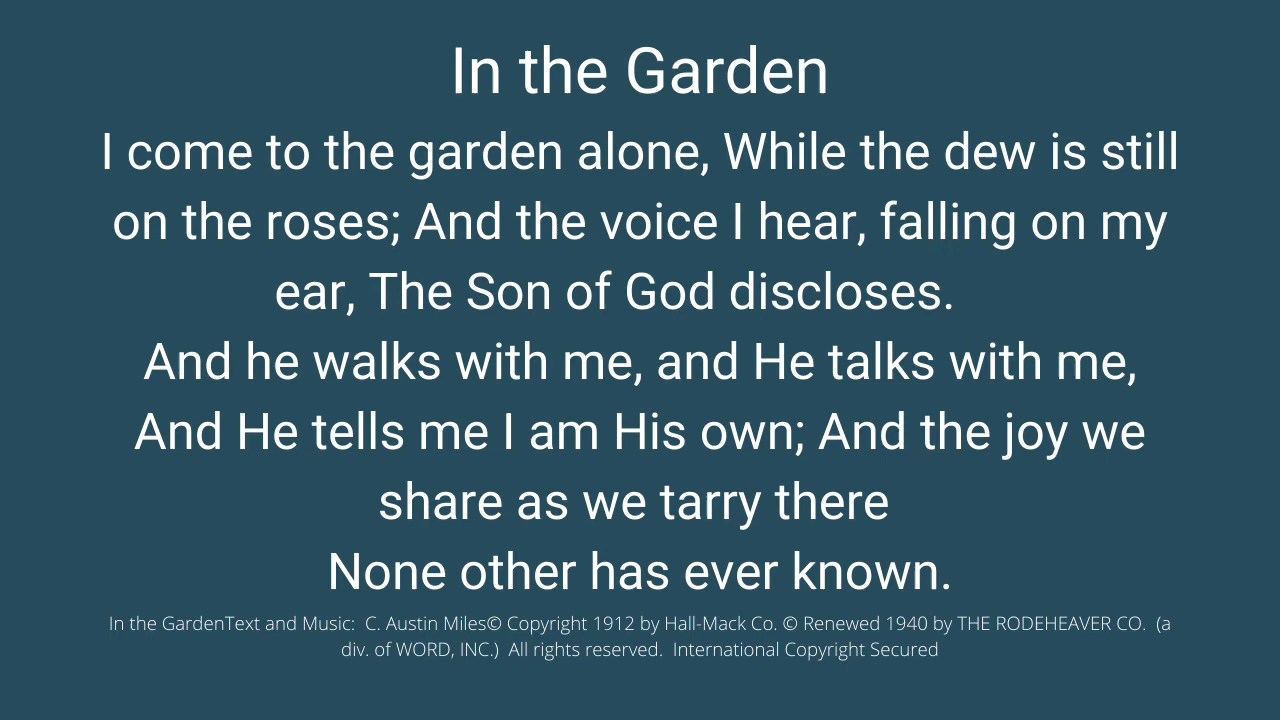 In the Garden
I come to the garden alone, While the dew is still
on the roses; And the voice I hear, falling on my
ear, The Son of God discloses.
And he walks with me, and He talks with me,
And He tells me I am His own; And the joy we
share as we tarry there
None other has ever known.
In the GardenText and Music:  C. Austin Miles© Copyright 1912 by Hall-Mack Co. © Renewed 1940 by THE RODEHEAVER CO.  (a
div. of WORD, INC.)  All rights reserved.  International Copyright Secured